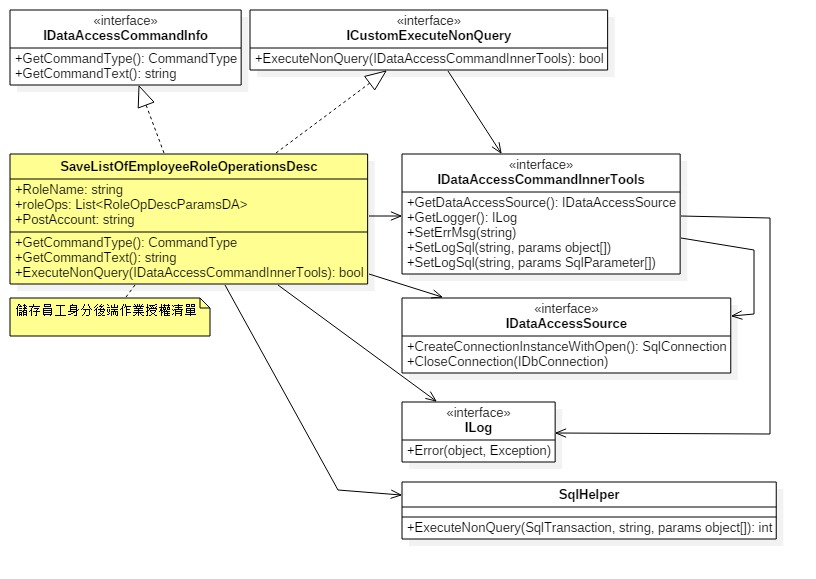 «interface»
IDataAccessCommandInfo
+GetCommandType(): CommandType
+GetCommandText(): string
«interface»
ICustomExecuteNonQuery
+ExecuteNonQuery(IDataAccessCommandInnerTools): bool
SaveListOfEmployeeRoleOperationsDesc
+RoleName: string
+roleOps: List<RoleOpDescParamsDA>
+PostAccount: string
+GetCommandType(): CommandType
+GetCommandText(): string
+ExecuteNonQuery(IDataAccessCommandInnerTools): bool
儲存員工身分後端作業授權清單
«interface»
IDataAccessCommandInnerTools
+GetDataAccessSource(): IDataAccessSource
+GetLogger(): ILog
+SetErrMsg(string)
+SetLogSql(string, params object[])
+SetLogSql(string, params SqlParameter[])
«interface»
IDataAccessSource
+CreateConnectionInstanceWithOpen(): SqlConnection
+CloseConnection(IDbConnection)
«interface»
ILog
+Error(object, Exception)
SqlHelper
+ExecuteNonQuery(SqlTransaction, string, params object[]): int